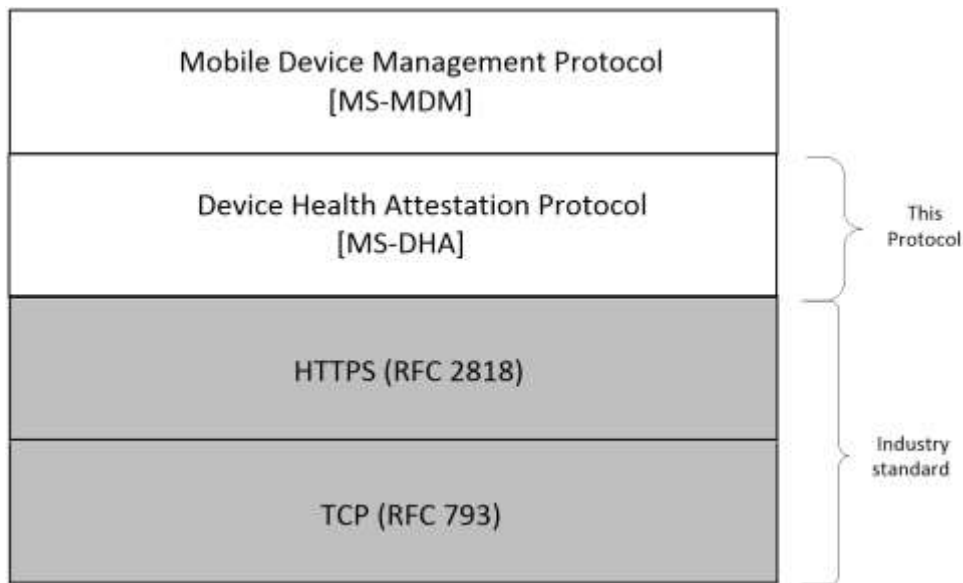 Mobile Device Management Protocol
[MS-MDM]
Device Health Attestation Protocol
[MS-DHA]
This
Protocol
HTTPS (RFC 2818)
TCP (RFC 793)
Industry
standard